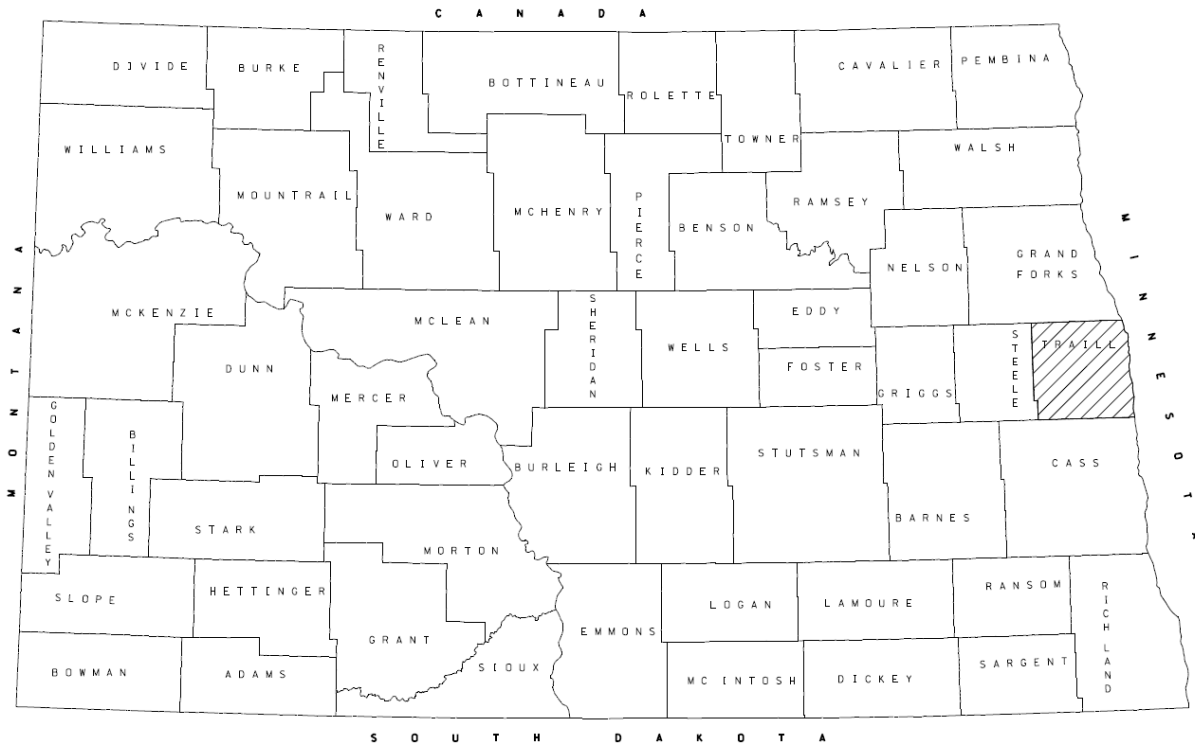 CANADA
DIVIDE
BURKE
RENVILLE
BOTTINEAU
ROLETTE
TOWNER
CAVALIER
PEMBINA
WILLIAMS
MOUNTRAIL
WARD
MCHENRY
PIERCE
BENSON
RAMSEY
WALSH
NELSON
GRAND
FORKS
MCKENZIE
DUNN
MCLEAN
MERCER
OLIVER
SHERIDAN
WELLS
EDDY
FOSTER
GRIGGS
STEELE
TRAILL
GOLDEN VALLEY
BILLINGS
STARK
MORTON
BURLEIGH
KIDDER
STUTSMAN
BARNES
CASS
SLOPE
HETTINGER
GRANT
SIOUX
EMMONS
LOGAN
LAMOURE
RANSOM
RICHLAND
BOWMAN
ADAMS
MC INTOSH
DICKEY
SARGENT
MONTANA
MINNESOTA
SOUTH DAKOTA